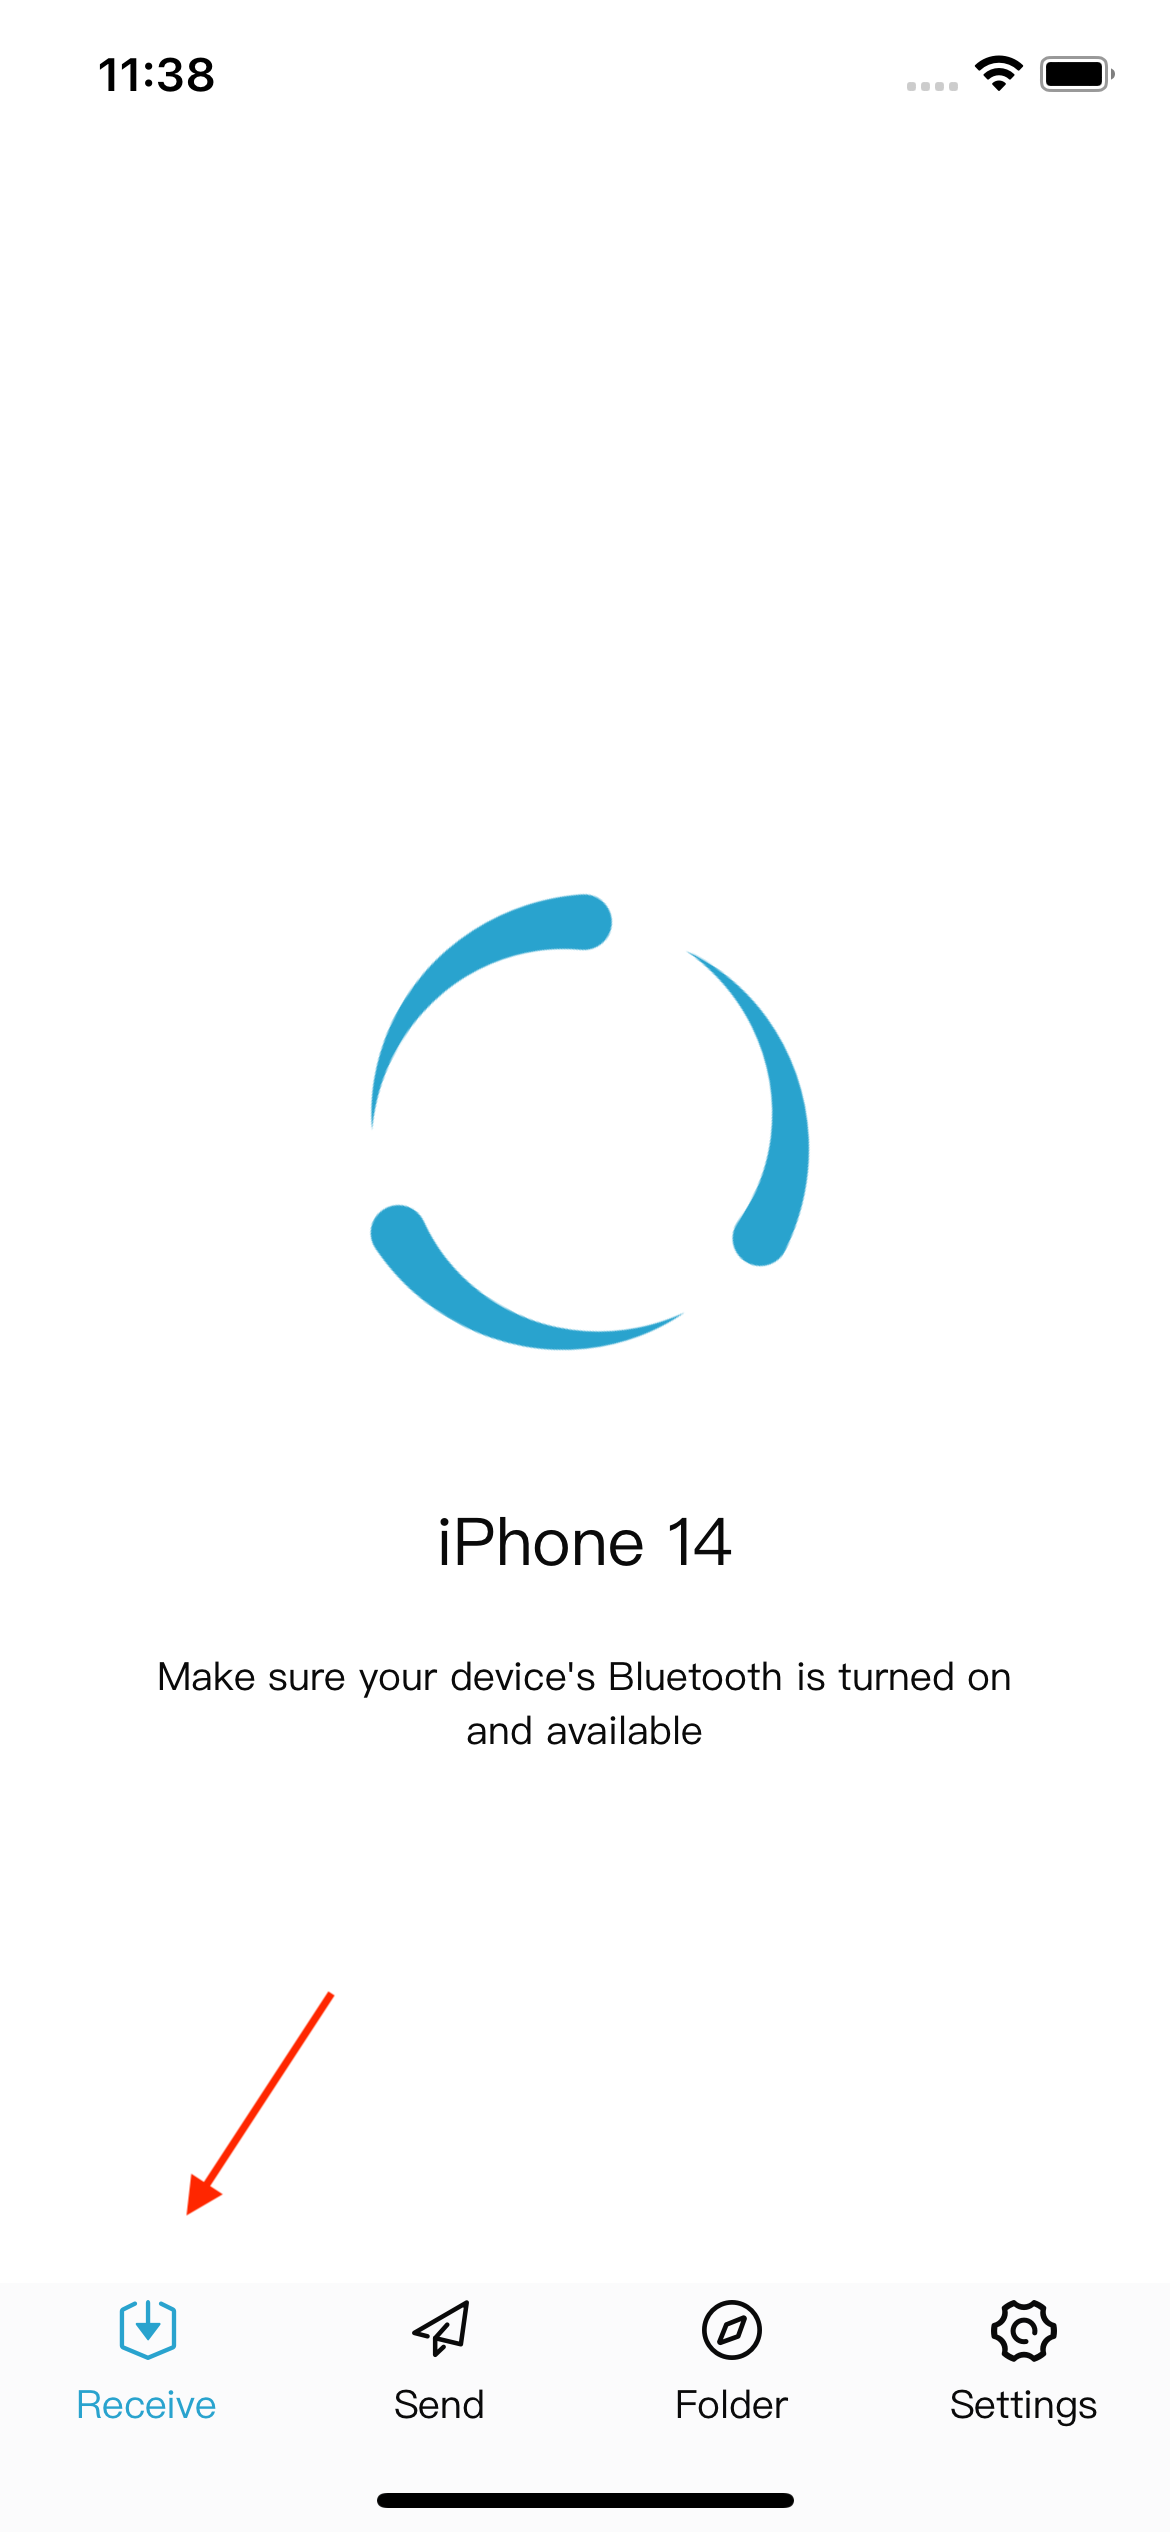 11:38
iPhone 14
Make sure your device's Bluetooth is turned on
and available
Receive
Send
Folder
Settings